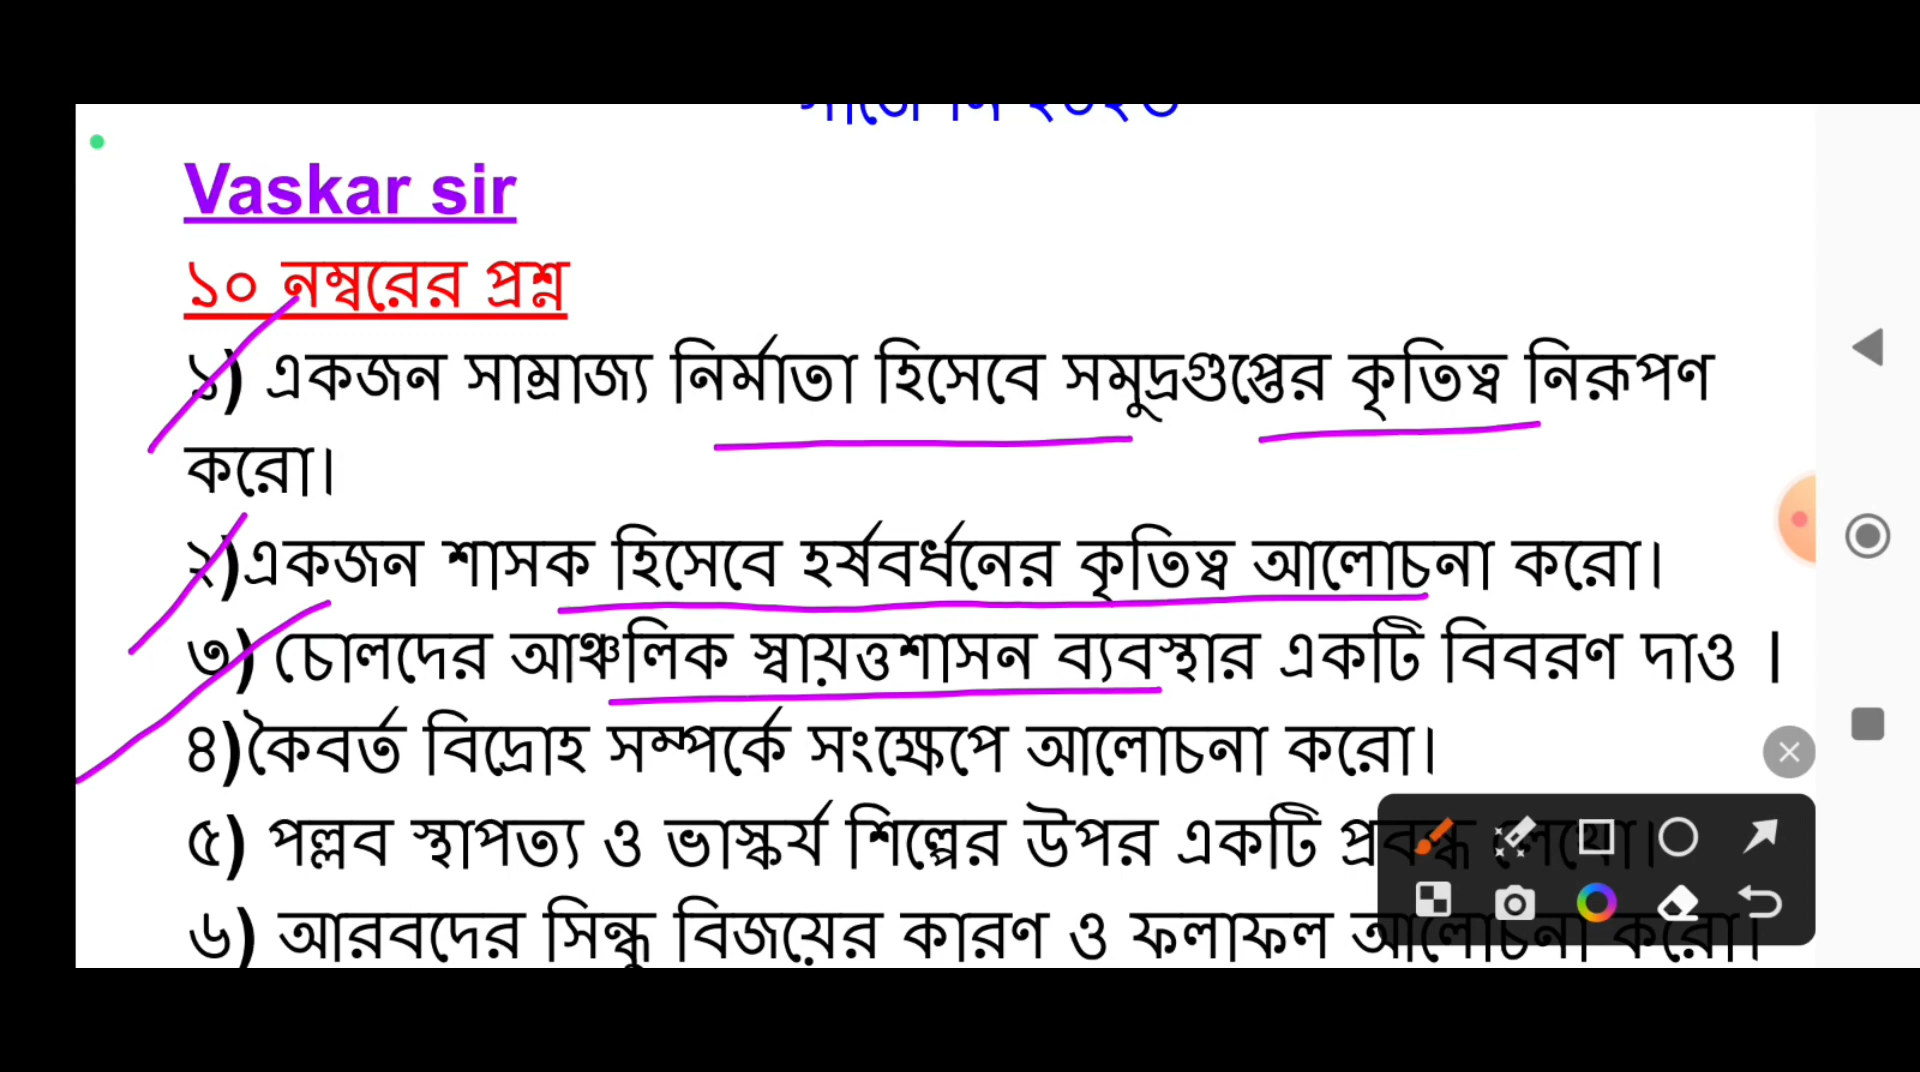 Vaskar sir
১০ নম্বরের প্রশ্ন
১) একজন সাম্রাজ্য নির্মাতা হিসেবে সমুদ্রগুপ্তের কৃতিত্ব নিরূপণ
করো।
২)একজন শাসক হিসেবে হর্ষবর্ধনের কৃতিত্ব আলোচনা করো।
৩) চোলদের আঞ্চলিক স্বায়ত্তশাসন ব্যবস্থার একটি বিবরণ দাও ।
৪)কৈবর্ত বিদ্রোহ সম্পর্কে সংক্ষেপে আলোচনা করো।
৫) পল্লব স্থাপত্য ও ভাস্কর্য শিল্পের উপর একটি প্রবন্ধ লেখো।
৬) আরবদের সিন্ধু বিজয়ের কারণ ও ফলাফল আলোচনা করো।